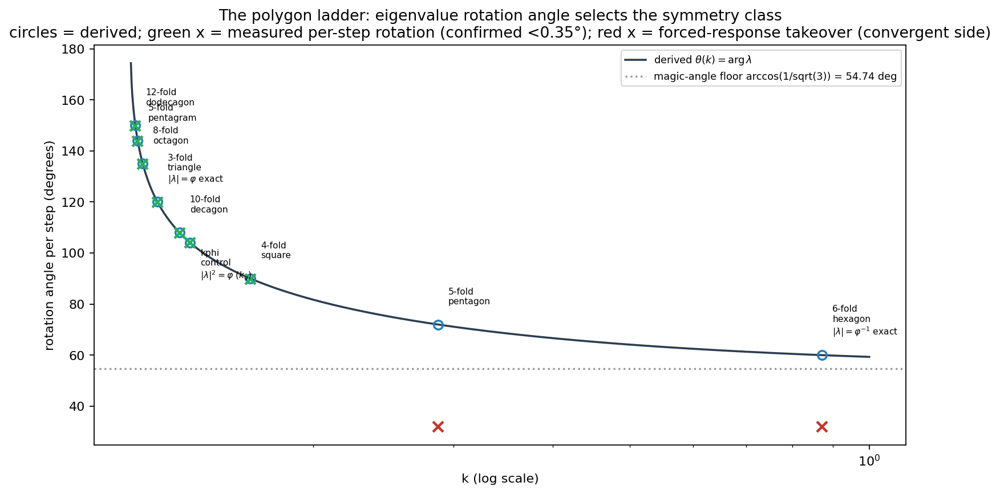 The polygon ladder: eigenvalue rotation angle selects the symmetry class
circles = derived; green x = measured per-step rotation (confirmed <0.35°); red x = forced-response takeover (convergent side)
derived θ(k) = arg λ
magic-angle floor arccos(1/sqrt(3)) = 54.74 deg
rotation angle per step (degrees)
180
160
140
120
100
80
60
40
12-fold
dodecagon
5-fold
pentagram
8-fold
octagon
3-fold
triangle
|λ| = φ exact
10-fold
decagon
kphi
control
|λ|² = φ (kᵩ)
4-fold
square
5-fold
pentagon
6-fold
hexagon
|λ| = φ⁻¹ exact
10⁰
k (log scale)